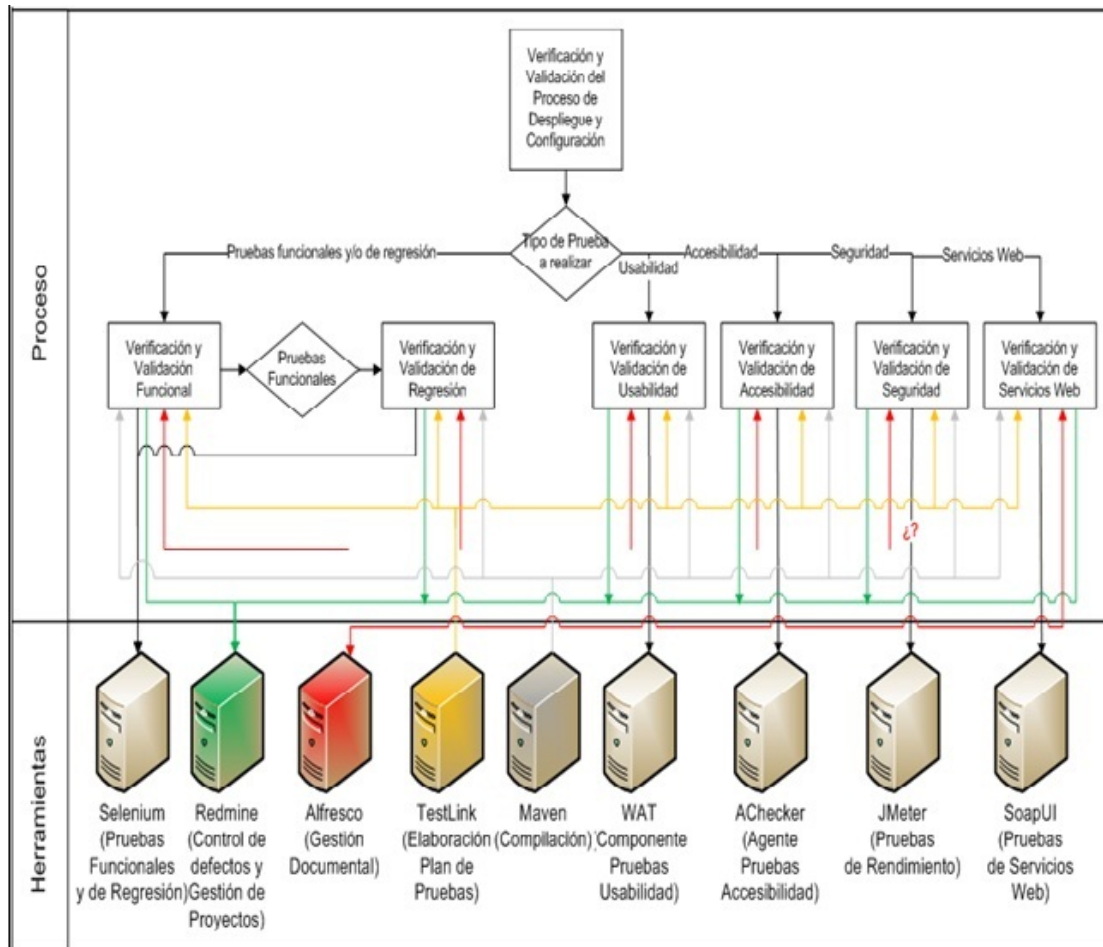 Proceso
Verificación y
Validación del
Proceso de
Despliegue y
Configuración
Tipo de Prueba
a realizar
Pruebas funcionales y/o de regresión
Usabilidad
Accesibilidad
Seguridad
Servicios Web
Verificación y
Validación
Funcional
Pruebas
Funcionales
Verificación y
Validación de
Regresión
Verificación y
Validación de
Usabilidad
Verificación y
Validación de
Accesibilidad
Verificación y
Validación de
Seguridad
Verificación y
Validación de
Servicios Web
¿?
Herramientas
Selenium
(Pruebas
Funcionales
y de Regresión)
Redmine
(Control de
defectos y
Gestión de
Proyectos)
Alfresco
(Gestión
Documental)
TestLink
(Elaboración
Plan de
Pruebas)
Maven
(Compilación)
WAT
(Componente
Pruebas
Usabilidad)
AChecker
(Agente
Pruebas
Accesibilidad)
JMeter
(Pruebas
de Rendimiento)
SoapUI
(Pruebas
de Servicios
Web)